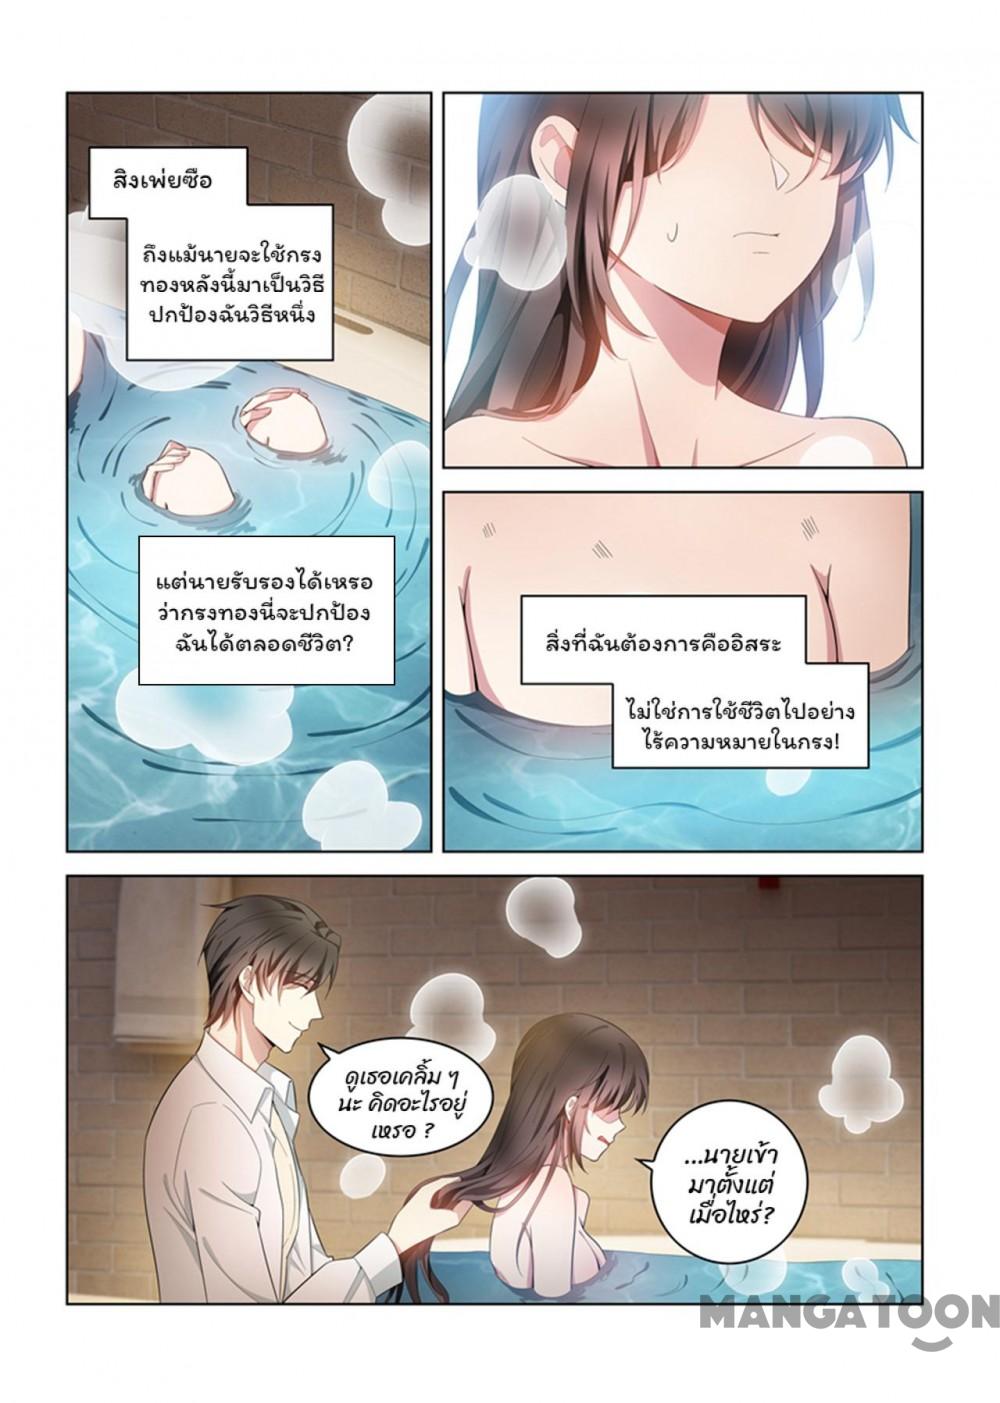 สิงเพ่ยซือ
ถึงแม้นายจะใช้กรง
ทองหลังนี้มาเป็นวิธี
ปกป้องฉันวิธีหนึ่ง
แต่นายรับรองได้เหรอ
ว่ากรงทองนี่จะปกป้อง
ฉันได้ตลอดชีวิต?
สิ่งที่ฉันต้องการคืออิสระ
ไม่ใช่การใช้ชีวิตไปอย่าง
ไร้ความหมายในกรง!
ดูเธอเคลิ้ม ๆ
นะ คิดอะไรอยู่
เหรอ ?
...นายเข้า
มาตั้งแต่
เมื่อไหร่?
MANGATOON